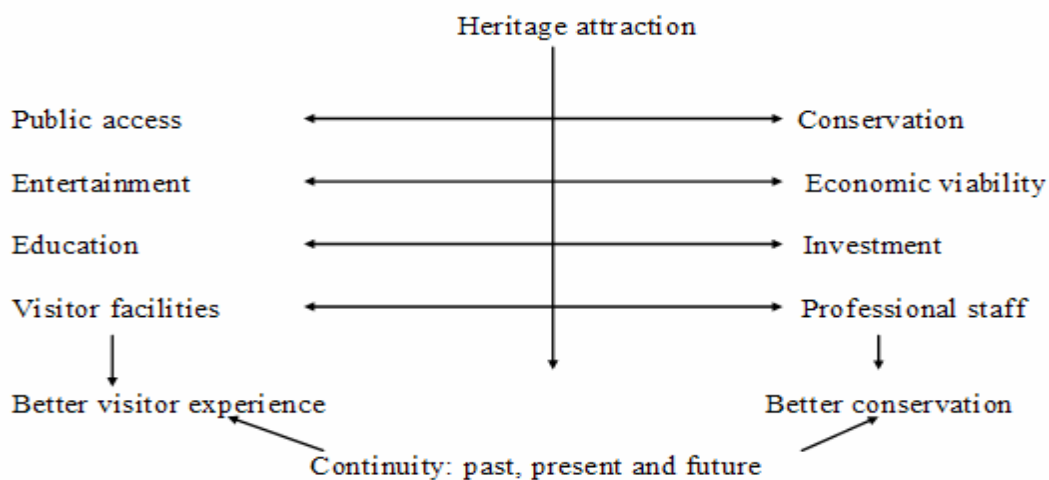 Heritage attraction
Public access Conservation
Entertainment Economic viability
Education Investment
Visitor facilities Professional staff
Better visitor experience Better conservation
Continuity: past, present and future